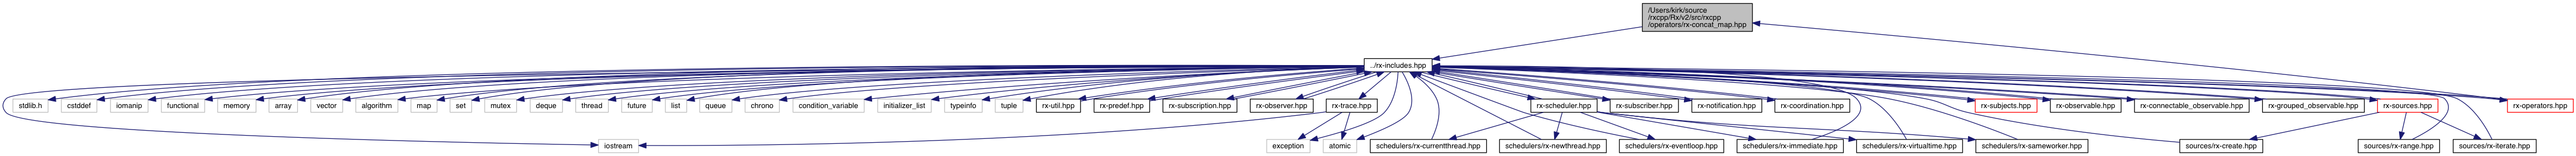 /Users/kirk/source
/rxcpp/Rx/v2/src/rxcpp
/operators/rx-concat_map.hpp
../rx-includes.hpp
stdlib.h
cstddef
iomanip
functional
memory
array
vector
algorithm
map
set
mutex
deque
thread
future
list
queue
chrono
condition_variable
initializer_list
typeinfo
tuple
rx-util.hpp
rx-predef.hpp
rx-subscription.hpp
rx-observer.hpp
rx-trace.hpp
rx-scheduler.hpp
rx-subscriber.hpp
rx-notification.hpp
rx-coordination.hpp
rx-subjects.hpp
rx-observable.hpp
rx-connectable_observable.hpp
rx-grouped_observable.hpp
rx-sources.hpp
rx-operators.hpp
iostream
exception
atomic
schedulers/rx-currentthread.hpp
schedulers/rx-newthread.hpp
schedulers/rx-eventloop.hpp
schedulers/rx-immediate.hpp
schedulers/rx-virtualtime.hpp
schedulers/rx-sameworker.hpp
sources/rx-create.hpp
sources/rx-range.hpp
sources/rx-iterate.hpp